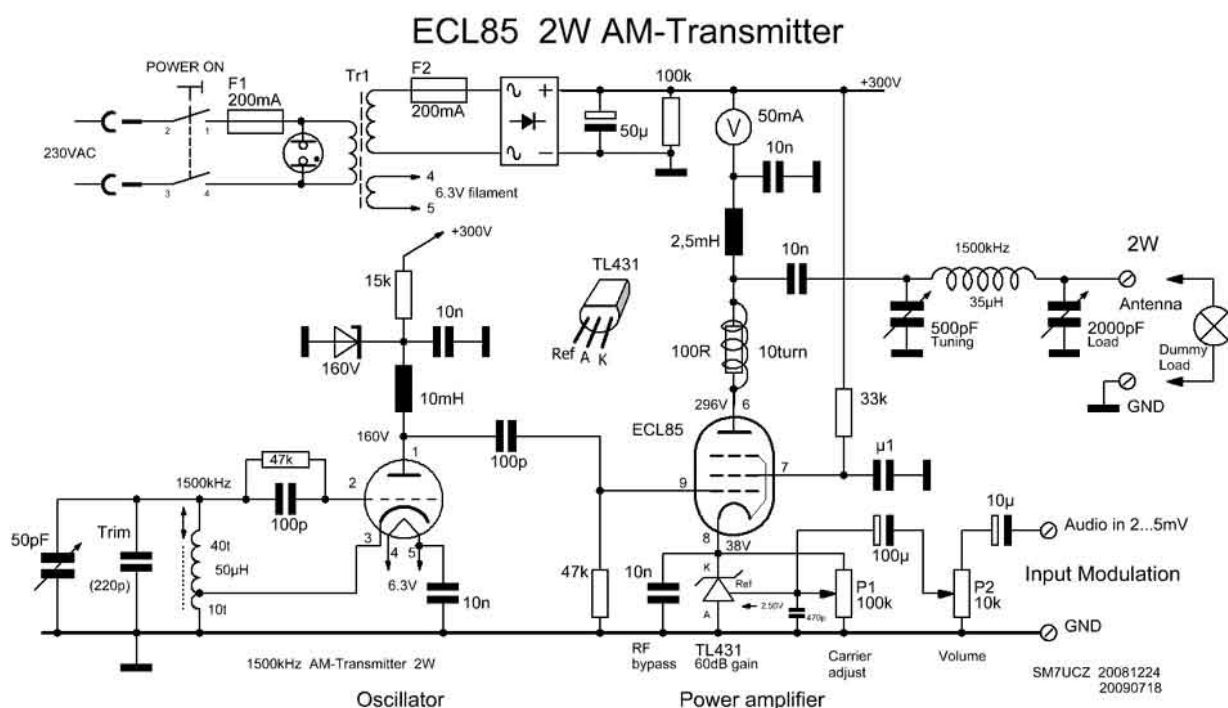 ECL85 2W AM-Transmitter
POWER ON
F1
200mA
Tr1
F2
200mA
100k
+300V
50µ
50mA
V
10n
230VAC
2
1
3
4
4
6.3V filament
5
+300V
15k
TL431
Ref A K
10n
160V
10mH
2,5mH
10n
1500kHz
35µH
2W
Antenna
500pF
Tuning
2000pF
Load
Dummy
Load
GND
100R
10turn
296V
6
33k
ECL85
160V
1
100p
7
µ1
9
47k
1500kHz
100p
2
50pF
Trim
(220p)
40t
50µH
10t
3
4
5
6.3V
10n
8
38V
10µ
Audio in 2...5mV
100µ
47k
10n
K
Ref
A
2.50V
470p
P1
100k
P2
10k
Input Modulation
GND
1500kHz AM-Transmitter 2W
RF
bypass
TL431
60dB gain
Carrier
adjust
Volume
SM7UCZ 20081224
20090718
Oscillator
Power amplifier